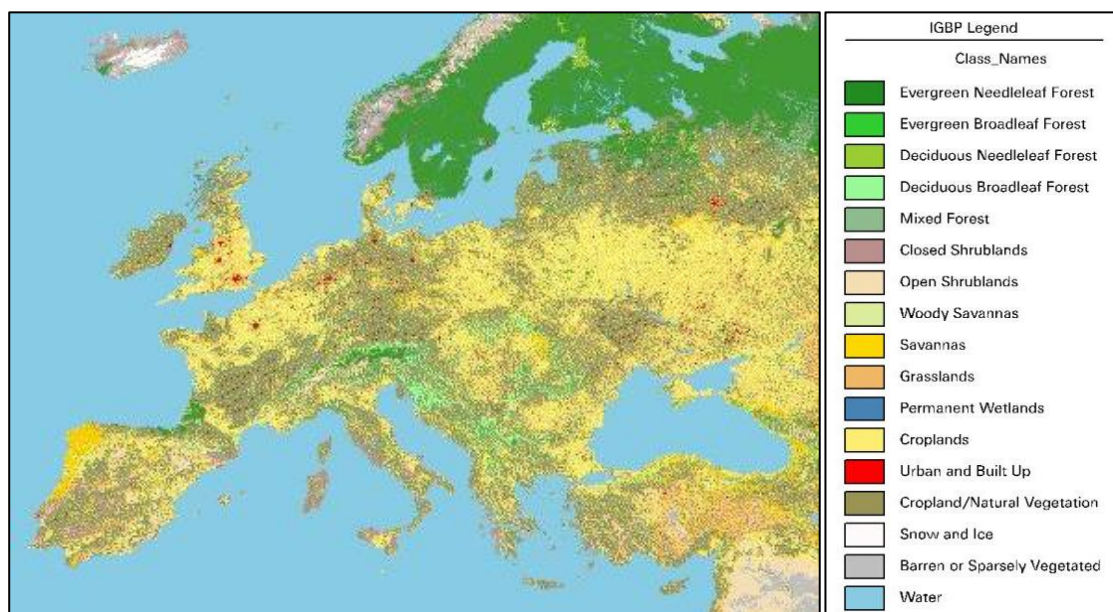 IGBP Legend
Class_Names
Evergreen Needleleaf Forest
Evergreen Broadleaf Forest
Deciduous Needleleaf Forest
Deciduous Broadleaf Forest
Mixed Forest
Closed Shrublands
Open Shrublands
Woody Savannas
Savannas
Grasslands
Permanent Wetlands
Croplands
Urban and Built Up
Cropland/Natural Vegetation
Snow and Ice
Barren or Sparsely Vegetated
Water